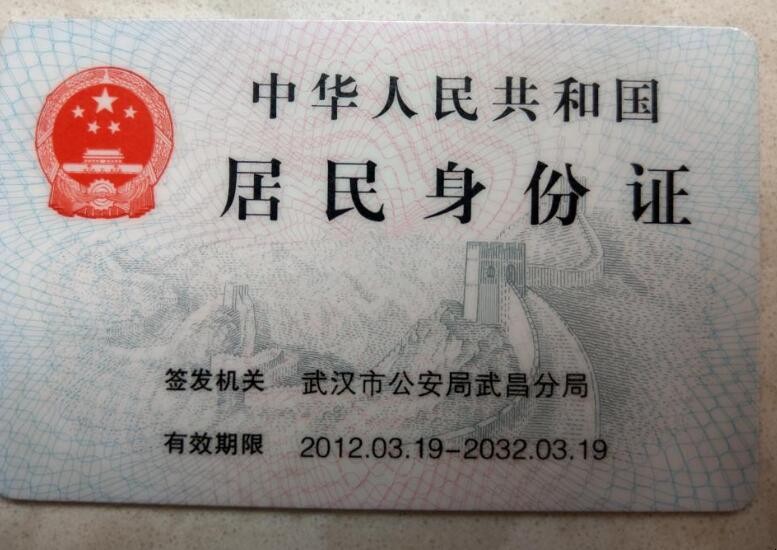 中华人民共和国
居民身份证
签发机关 武汉市公安局武昌分局
有效期限 2012.03.19-2032.03.19